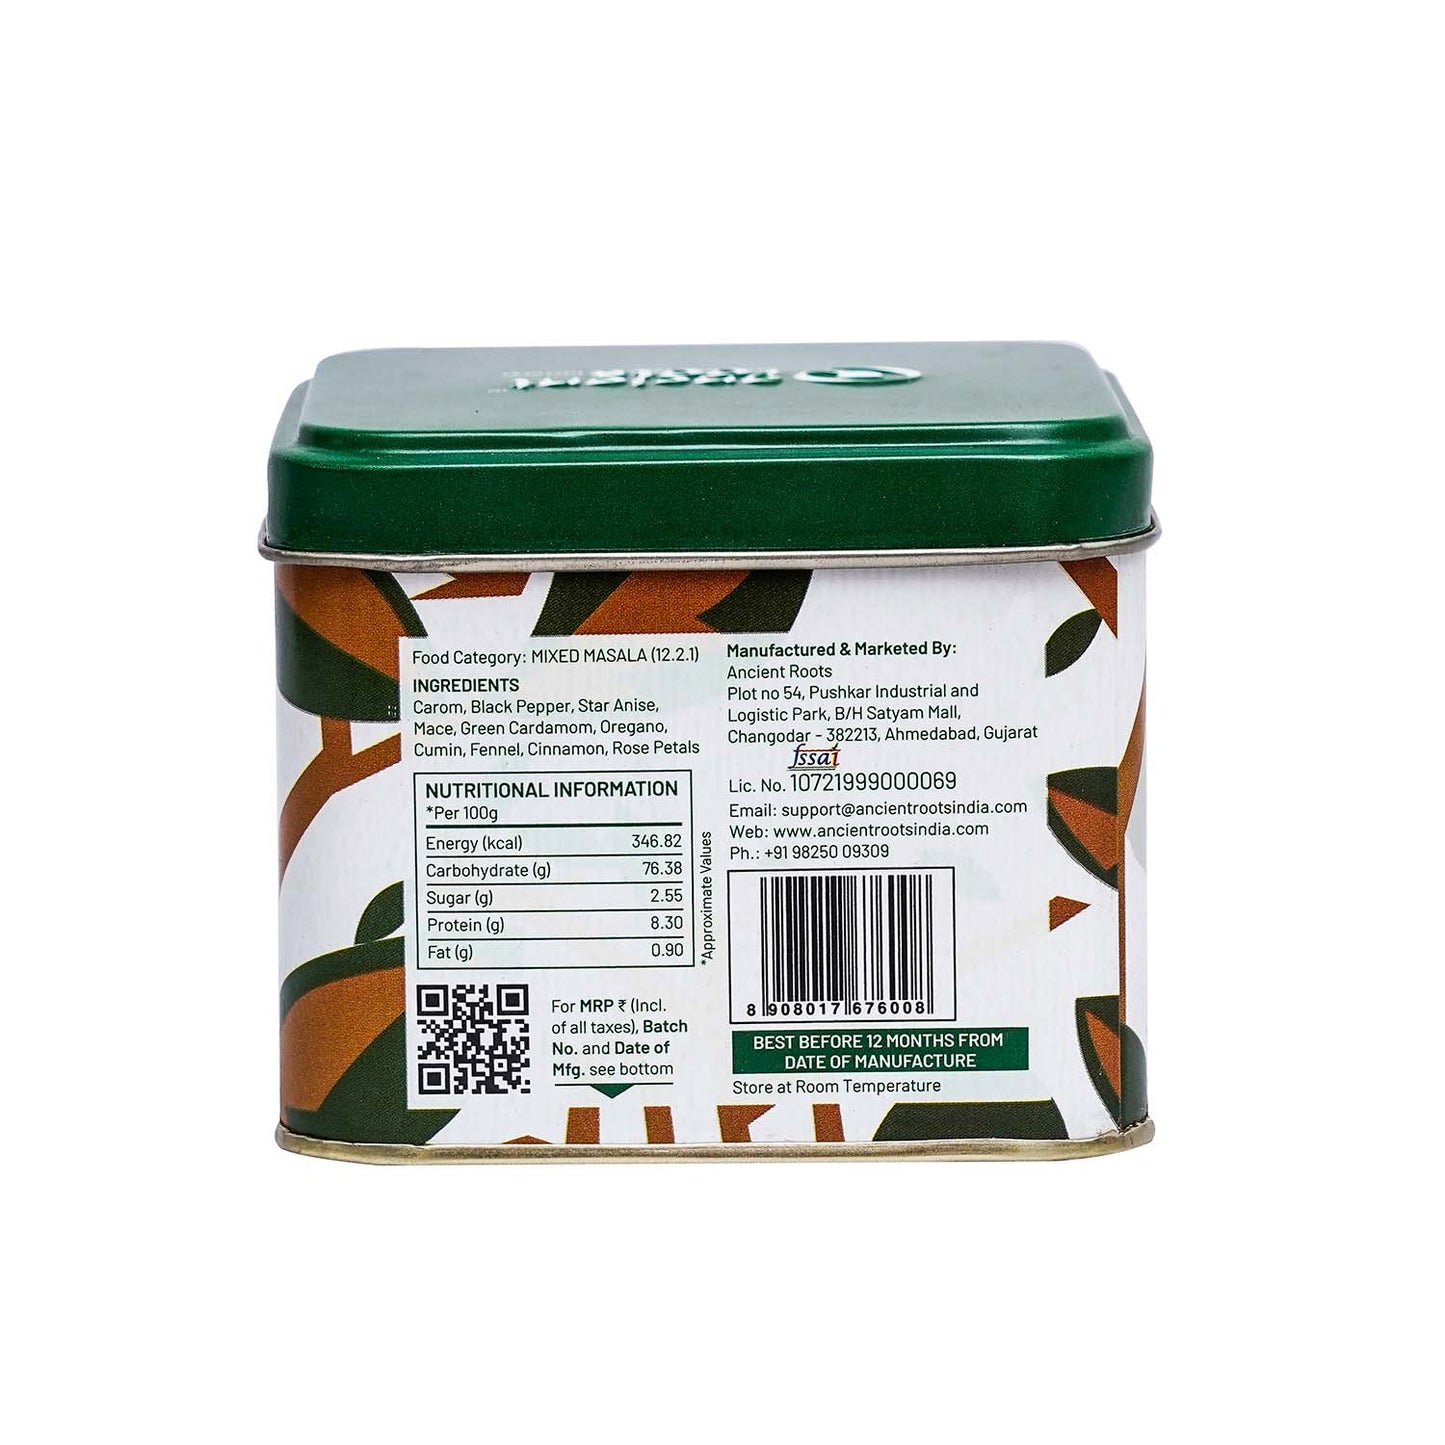 ancient
ROOTS
Food Category: MIXED MASALA (12.2.1)
INGREDIENTS
Carom, Black Pepper, Star Anise,
Mace, Green Cardamom, Oregano,
Cumin, Fennel, Cinnamon, Rose Petals
NUTRITIONAL INFORMATION
*Per 100g
Energy (kcal) 346.82
Carbohydrate (g) 76.38
Sugar (g) 2.55
Protein (g) 8.30
Fat (g) 0.90
*Approximate Values
For MRP ₹ (Incl.
of all taxes), Batch
No. and Date of
Mfg. see bottom
Manufactured & Marketed By:
Ancient Roots
Plot no 54, Pushkar Industrial and
Logistic Park, B/H Satyam Mall,
Changodar - 382213, Ahmedabad, Gujarat
fssai
Lic. No. 10721999000069
Email: support@ancientrootsindia.com
Web: www.ancientrootsindia.com
Ph.: +91 98250 09309
8 908017 676008
BEST BEFORE 12 MONTHS FROM
DATE OF MANUFACTURE
Store at Room Temperature